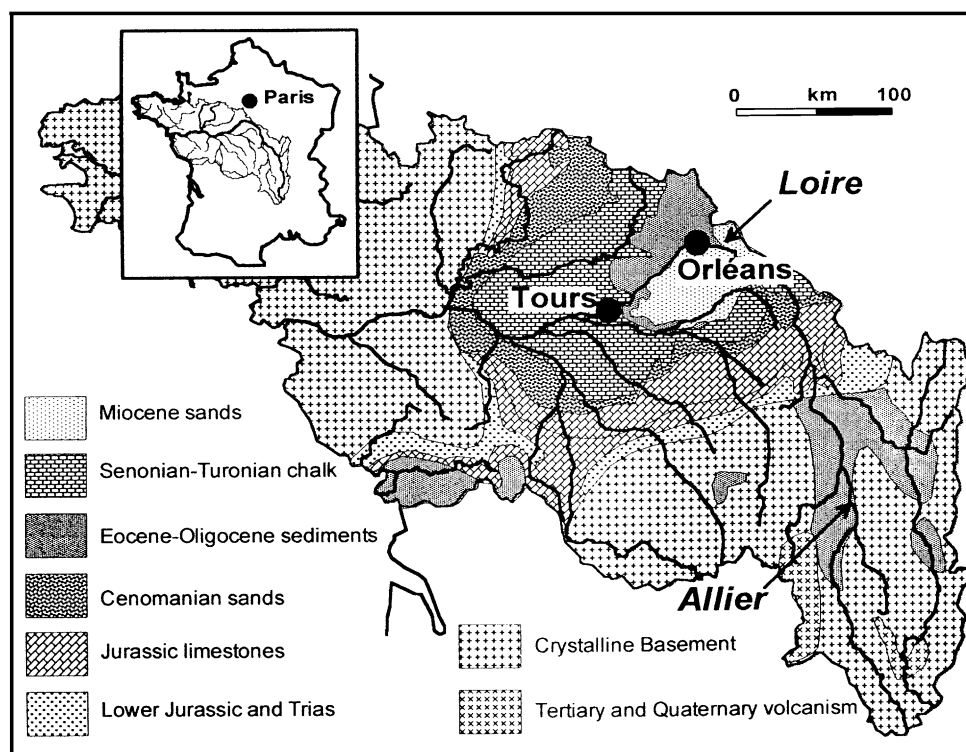 Paris
0 km 100
Loire
Orléans
Tours
Miocene sands
Senonian-Turonian chalk
Eocene-Oligocene sediments
Cenomanian sands
Allier
Jurassic limestones
Crystalline Basement
Lower Jurassic and Trias
Tertiary and Quaternary volcanism